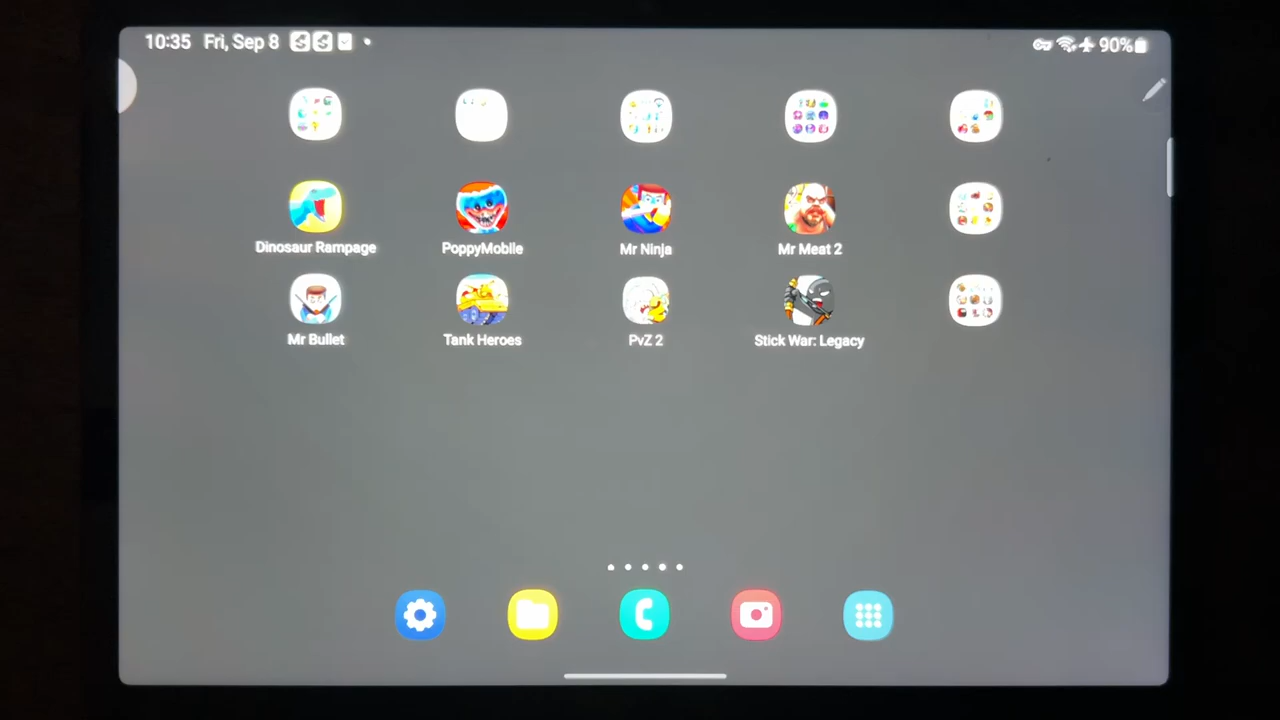 10:35 Fri, Sep 8 90%
Dinosaur Rampage PoppyMobile Mr Ninja Mr Meat 2
Mr Bullet Tank Heroes PvZ 2 Stick War: Legacy